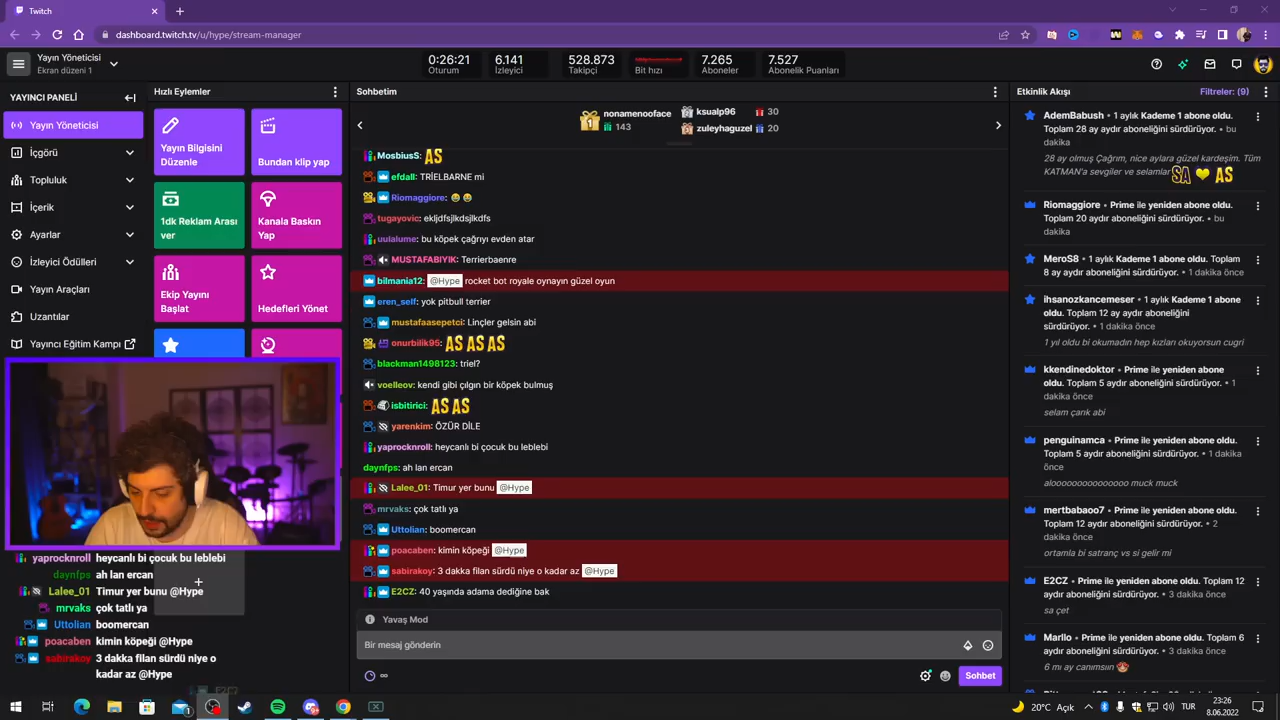 Twitch
dashboard.twitch.tv/u/hype/stream-manager
Yayın Yöneticisi
Ekran düzeni 1
0:26:21
Oturum
6.141
İzleyici
528.873
Takipçi
Bit hızı
7.265
Aboneler
7.527
Abonelik Puanları
YAYINCI PANELİ
Yayın Yöneticisi
İçgörü
Topluluk
İçerik
Ayarlar
İzleyici Ödülleri
Yayın Araçları
Uzantılar
Yayıncı Eğitim Kampı
Hızlı Eylemler
Yayın Bilgisini
Düzenle
Bundan klip yap
1dk Reklam Arası
ver
Kanala Baskın
Yap
Ekip Yayını
Başlat
Hedefleri Yönet
yaprocknroll heycanlı bi çocuk bu leblebi
daynfps ah lan ercan
Lalee_01 Timur yer bunu @Hype
mrvaks çok tatlı ya
Uttolian boomercan
poacaben kimin köpeği @Hype
sabirakoy 3 dakka filan sürdü niye o
kadar az @Hype
E2CZ
Sohbetim
1
nonamenooface
143
ksualp96
30
zuleyhaguzel
20
MosbiusS: AS
efdall: TRİELBARNE mi
Riomaggiore:
tugayovic: ekljdfsjlkdsjlkdfs
uulalume: bu köpek çağrıyı evden atar
MUSTAFABIYIK: Terrierbaenre
bilmania12: @Hype rocket bot royale oynayın güzel oyun
eren_self: yok pitbull terrier
mustafaasepetci: Linçler gelsin abi
onurbilik95: AS AS AS
blackman1498123: triel?
voelleov: kendi gibi çılgın bir köpek bulmuş
isbitirici: AS AS
yarenkim: ÖZÜR DİLE
yaprocknroll: heycanlı bi çocuk bu leblebi
daynfps: ah lan ercan
Lalee_01: Timur yer bunu @Hype
mrvaks: çok tatlı ya
Uttolian: boomercan
poacaben: kimin köpeği @Hype
sabirakoy: 3 dakka filan sürdü niye o kadar az @Hype
E2CZ: 40 yaşında adama dediğine bak
Yavaş Mod
Bir mesaj gönderin
∞
Sohbet
Etkinlik Akışı
Filtreler: (9)
AdemBabush • 1 aylık Kademe 1 abone oldu.
Toplam 28 ay aboneliğini sürdürüyor. • bu
dakika
28 ay olmuş Çağrım, nice aylara güzel kardeşim. Tüm
KATMAN'a sevgiler ve selamlar SA AS
Riomaggiore • Prime ile yeniden abone oldu.
Toplam 20 aydır aboneliğini sürdürüyor. • bu
dakika
MeroS8 • 1 aylık Kademe 1 abone oldu. Toplam
8 ay aboneliğini sürdürüyor. • 1 dakika önce
ihsanozkancemeser • 1 aylık Kademe 1 abone
oldu. Toplam 12 ay aboneliğini
sürdürüyor. • 1 dakika önce
1 yıl oldu bi okumadın hep kızları okuyorsun cugri
kkendinedoktor • Prime ile yeniden abone
oldu. Toplam 5 aydır aboneliğini sürdürüyor. • 1
dakika önce
selam çarık abi
penguinamca • Prime ile yeniden abone oldu.
Toplam 5 aydır aboneliğini sürdürüyor. • 1 dakika
önce
alooooooooooooooo muck muck
mertbabaoo7 • Prime ile yeniden abone oldu.
Toplam 12 aydır aboneliğini sürdürüyor. • 2
dakika önce
ortamla bi satranç vs si gelir mi
E2CZ • Prime ile yeniden abone oldu. Toplam 12
aydır aboneliğini sürdürüyor. • 3 dakika önce
sa çet
Marllo • Prime ile yeniden abone oldu. Toplam 6
aydır aboneliğini sürdürüyor. • 3 dakika önce
6 mı ay canımsıın
20°C Açık
TUR
23:26
8.06.2022